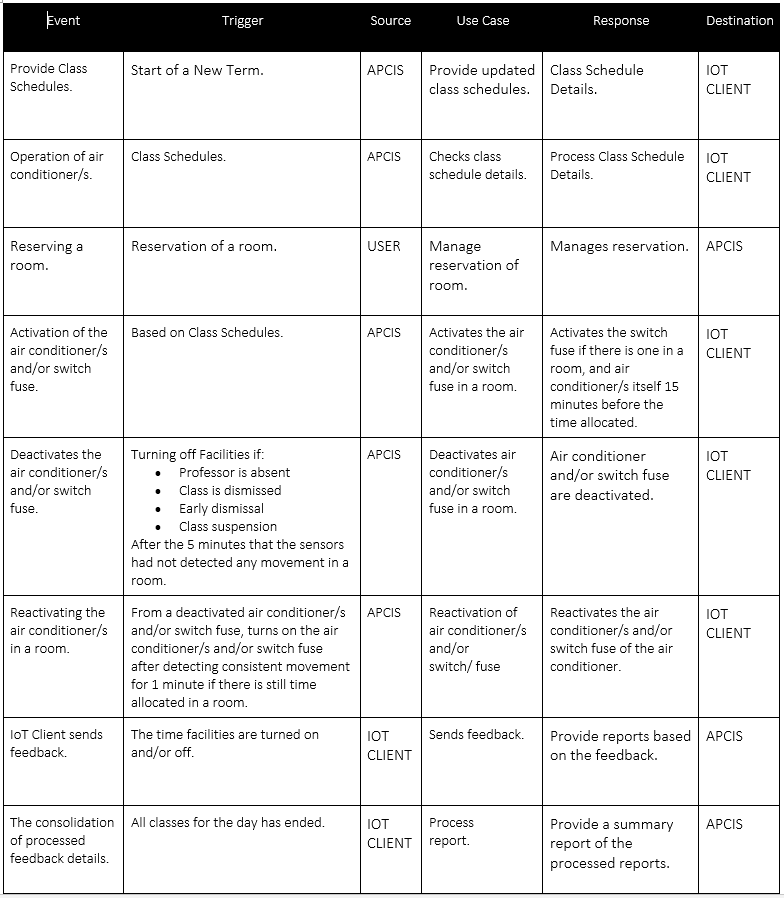 Event Trigger Source Use Case Response Destination
Provide Class
Schedules.
Start of a New Term.
APCIS
Provide updated
class schedules.
Class Schedule
Details.
IOT
CLIENT
Operation of air
conditioner/s.
Class Schedules.
APCIS
Checks class
schedule details.
Process Class Schedule
Details.
IOT
CLIENT
Reserving a
room.
Reservation of a room.
USER
Manage
reservation of
room.
Manages reservation.
APCIS
Activation of the
air conditioner/s
and/or switch
fuse.
Based on Class Schedules.
APCIS
Activates the air
conditioner/s
and/or switch
fuse in a room.
Activates the switch
fuse if there is one in a
room, and air
conditioner/s itself 15
minutes before the
time allocated.
IOT
CLIENT
Deactivates the
air conditioner/s
and/or switch
fuse.
Turning off Facilities if:
• Professor is absent
• Class is dismissed
• Early dismissal
• Class suspension
After the 5 minutes that the sensors
had not detected any movement in a
room.
APCIS
Deactivates air
conditioner/s
and/or switch
fuse in a room.
Air conditioner
and/or switch fuse
are deactivated.
IOT
CLIENT
Reactivating the
air conditioner/s
in a room.
From a deactivated air conditioner/s
and/or switch fuse, turns on the air
conditioner/s and/or switch fuse
after detecting consistent movement
for 1 minute if there is still time
allocated in a room.
APCIS
Reactivation of
air conditioner/s
and/or
switch/ fuse
Reactivates the air
conditioner/s and/or
switch fuse of the air
conditioner.
IOT
CLIENT
IoT Client sends
feedback.
The time facilities are turned on
and/or off.
IOT
CLIENT
Sends feedback.
Provide reports based
on the feedback.
APCIS
The consolidation
of processed
feedback details.
All classes for the day has ended.
IOT
CLIENT
Process
report.
Provide a summary
report of the
processed reports.
APCIS